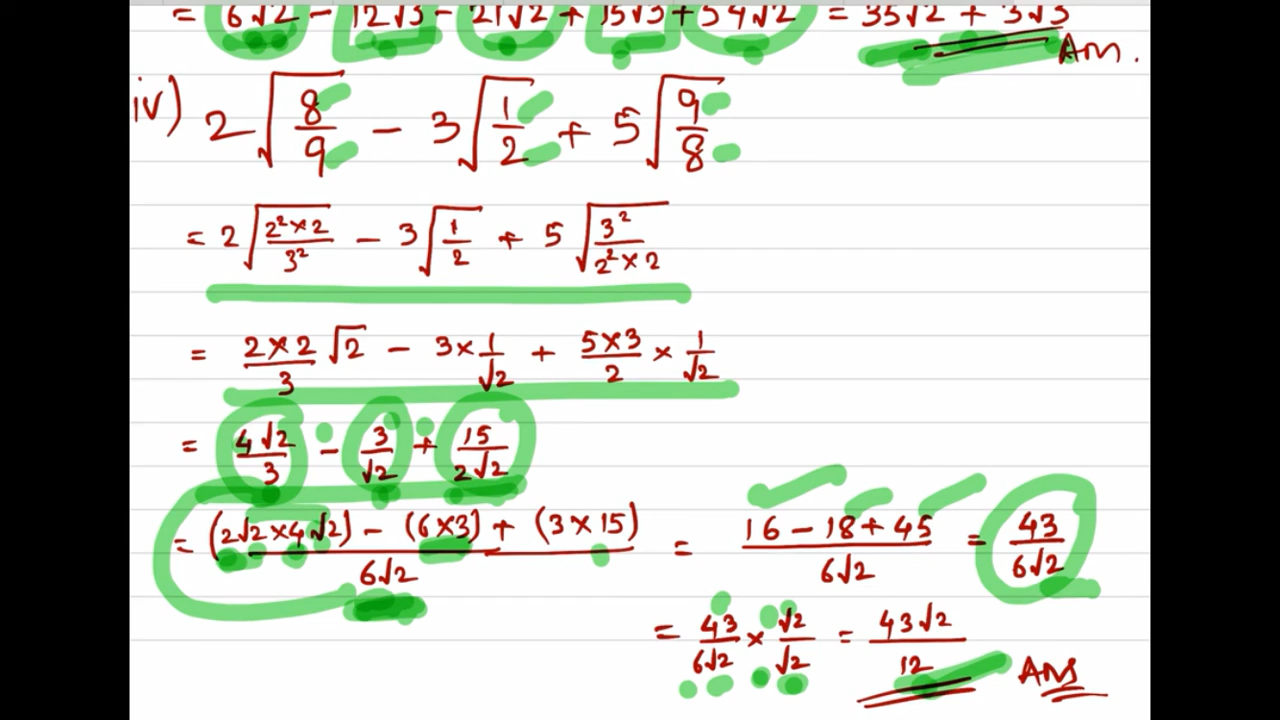 = 6√2 - 12√3 - 21√2 + 15√3 + 54√2 = 35√2 + 3√3
Ans.
iv) 2√(8/9) - 3√(1/2) + 5√(9/8)
= 2√((2² × 2)/3²) - 3√(1/2) + 5√(3²/(2² × 2))
= (2×2)/3 √2 - 3 × 1/√2 + (5×3)/2 × 1/√2
= 4√2/3 - 3/√2 + 15/2√2
= ((2√2 × 4√2) - (6×3) + (3 × 15))/6√2 = (16 - 18 + 45)/6√2 = 43/6√2
= 43/6√2 × √2/√2 = 43√2/12 Ans